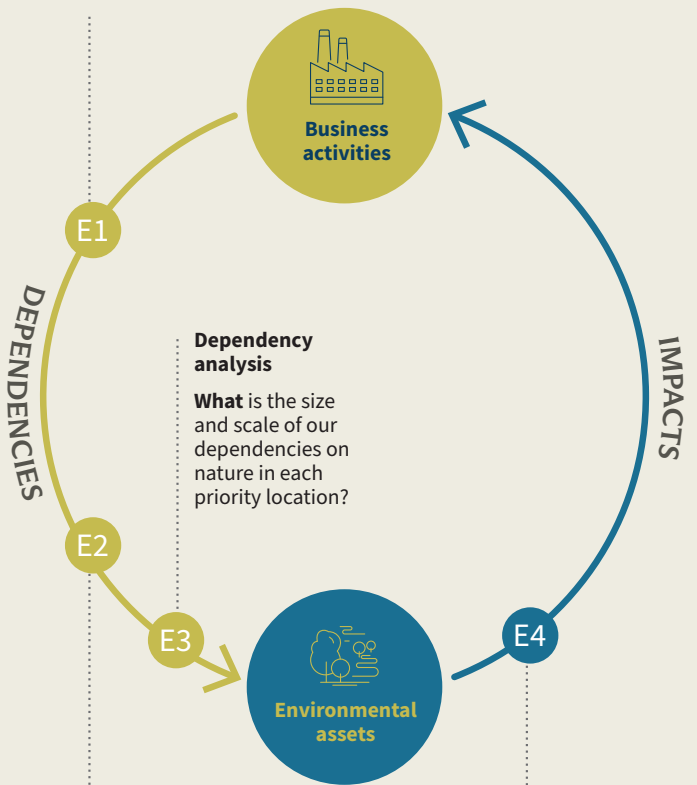 Business
activities
E1
DEPENDENCIES
Dependency
analysis
What is the size
and scale of our
dependencies on
nature in each
priority location?
IMPACTS
E2
E3
E4
Environmental
assets